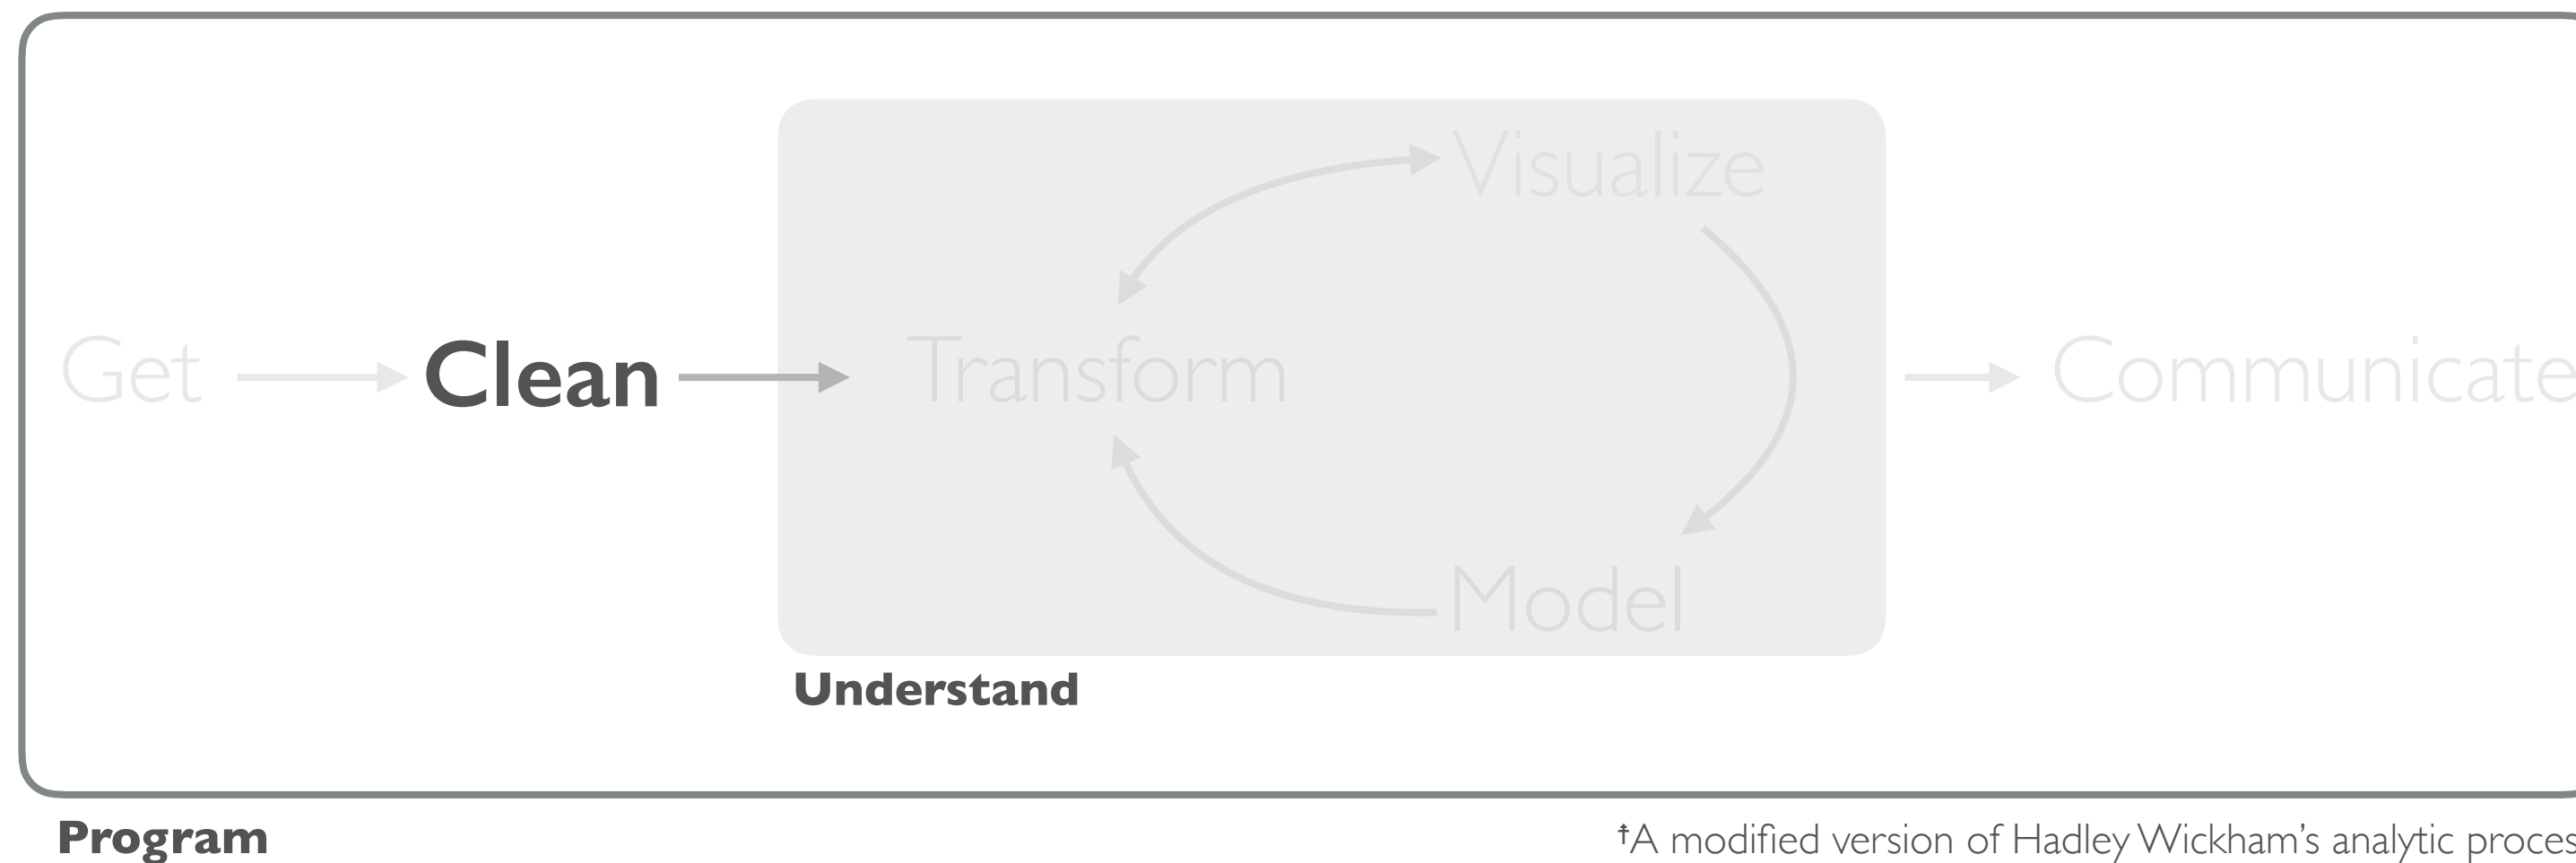 Visualize
Get Clean Transform Communicate
Model
Understand
Program
†A modified version of Hadley Wickham's analytic proces